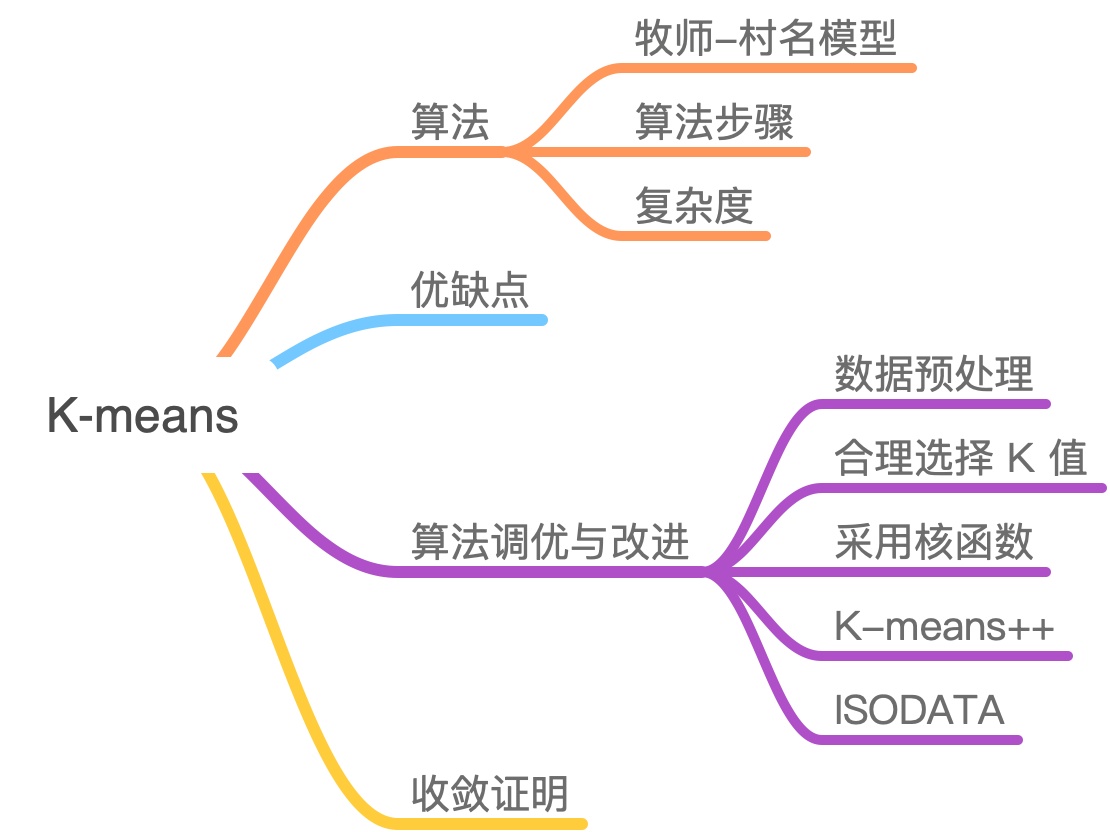 K-means
算法
牧师-村名模型
算法步骤
复杂度
优缺点
算法调优与改进
数据预处理
合理选择 K 值
采用核函数
K-means++
ISODATA
收敛证明